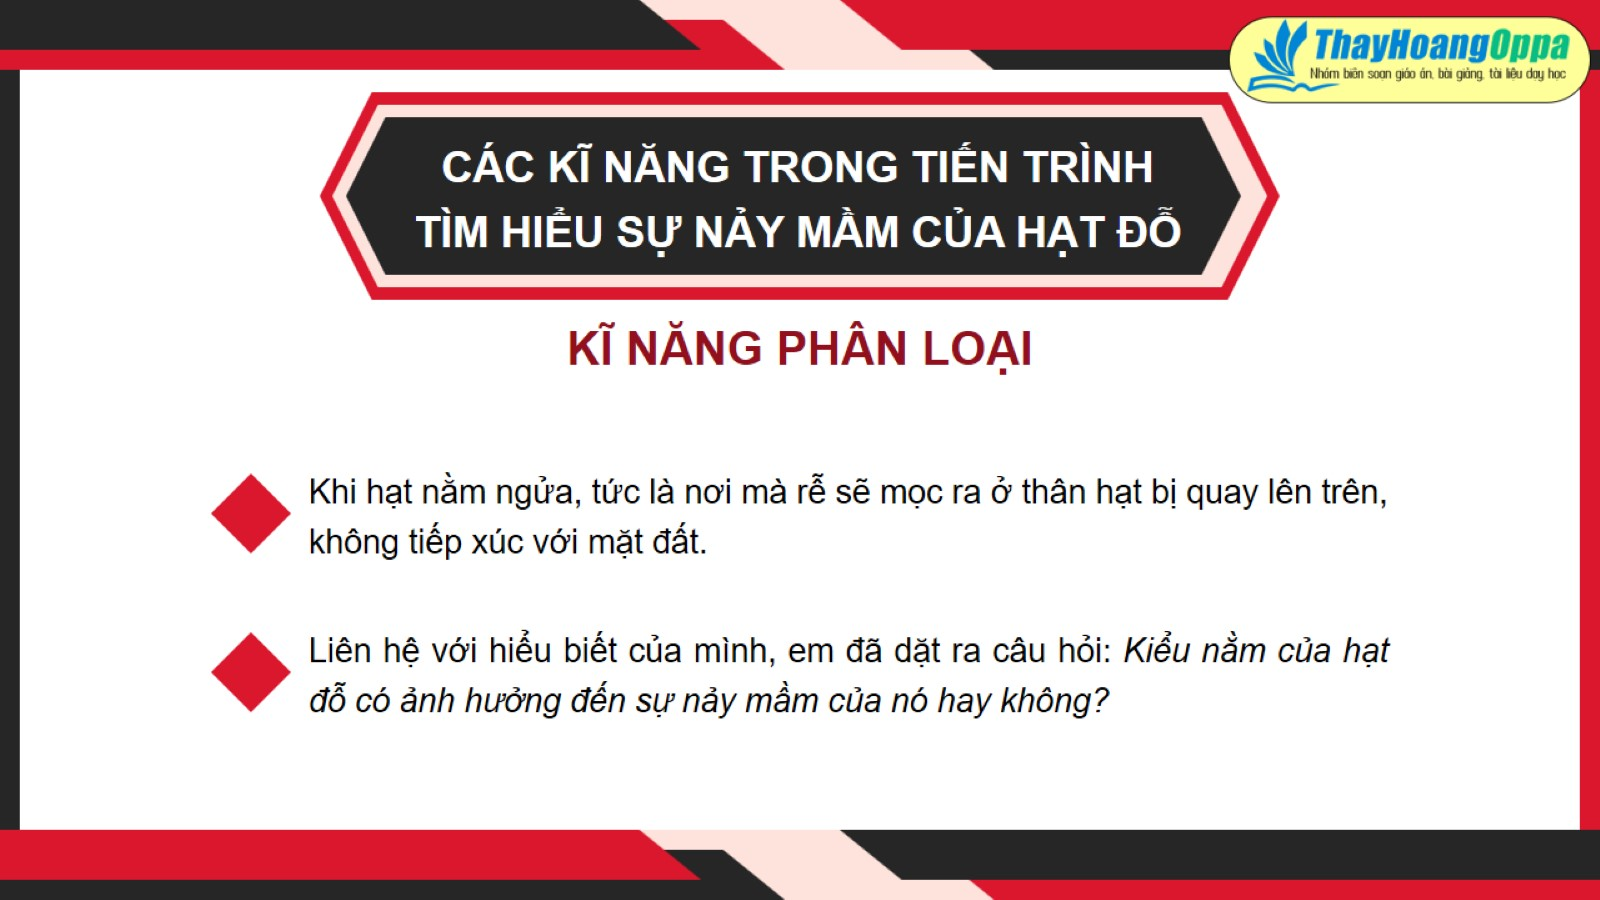 ThayHoangOppa
Nhóm biên soạn giáo án, bài giảng, tài liệu dạy học
CÁC KĨ NĂNG TRONG TIẾN TRÌNH
TÌM HIỂU SỰ NẢY MẦM CỦA HẠT ĐỖ
KĨ NĂNG PHÂN LOẠI
Khi hạt nằm ngửa, tức là nơi mà rễ sẽ mọc ra ở thân hạt bị quay lên trên,
không tiếp xúc với mặt đất.
Liên hệ với hiểu biết của mình, em đã dặt ra câu hỏi: Kiểu nằm của hạt
đỗ có ảnh hưởng đến sự nảy mầm của nó hay không?